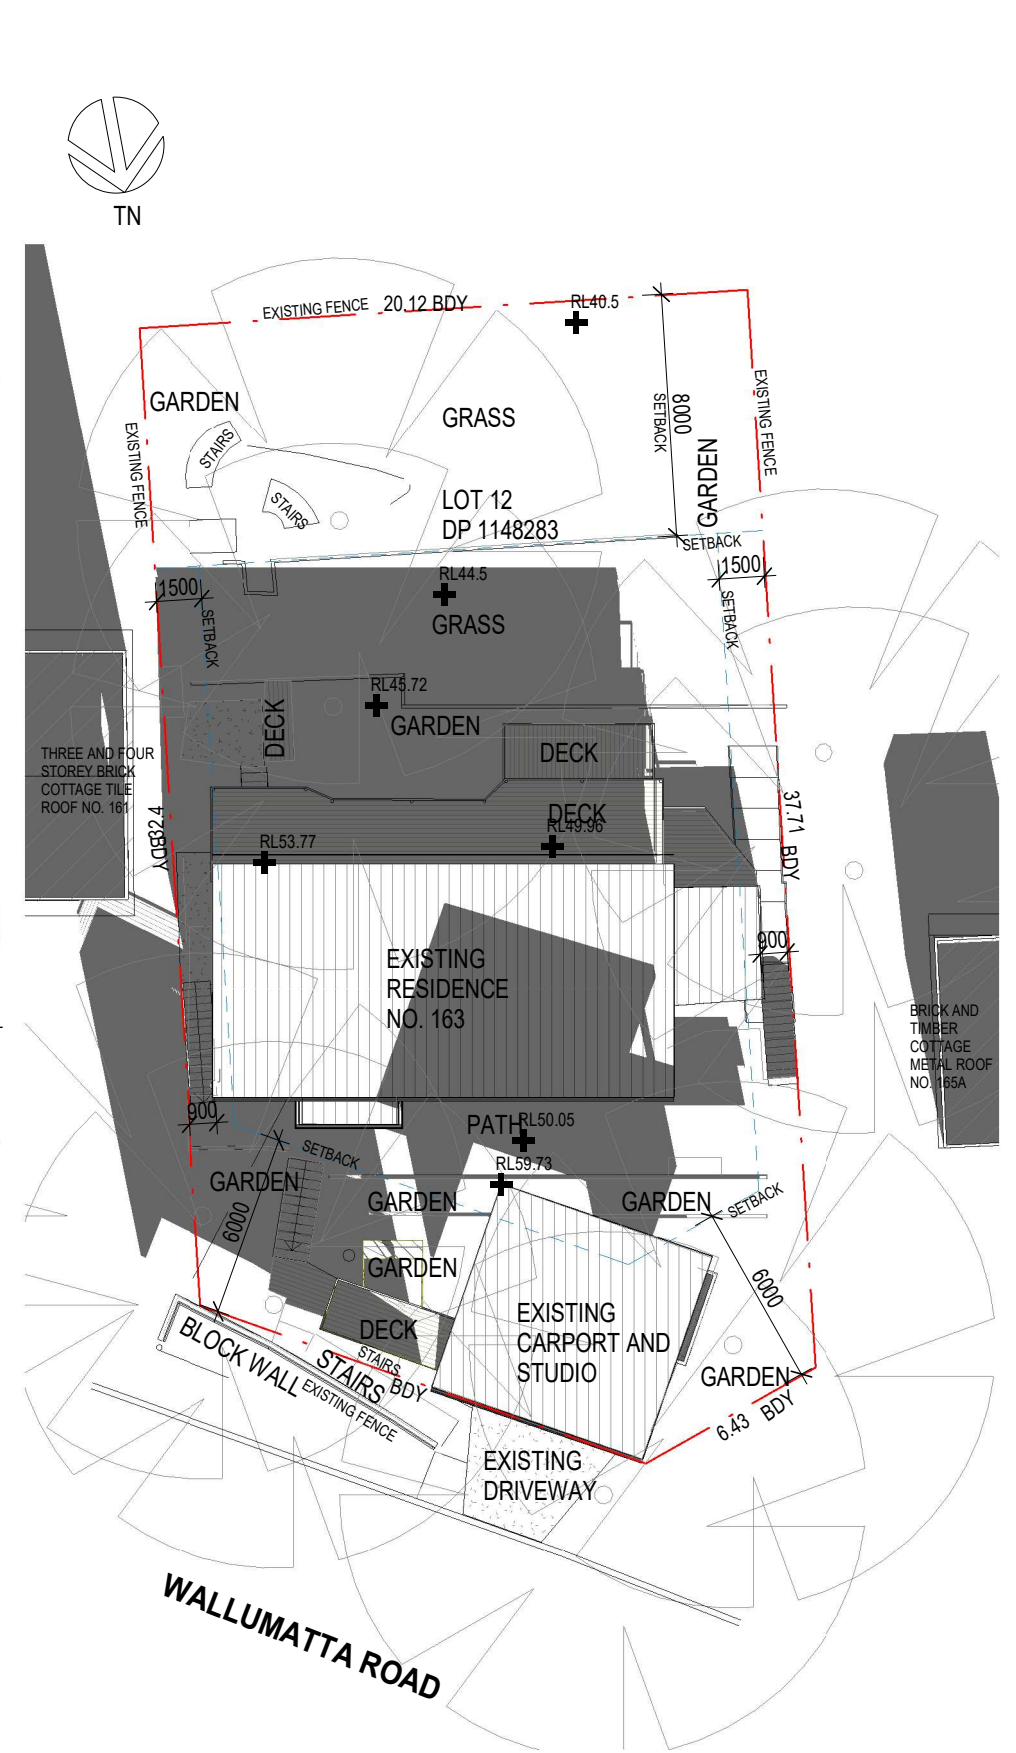 TN
EXISTING FENCE
20.12 BDY
RL40.5
GARDEN
GRASS
8000
SETBACK
EXISTING FENCE
EXISTING FENCE
STAIRS
GARDEN
STAIRS
LOT 12
DP 1148283
SETBACK
1500
1500
RL44.5
GRASS
SETBACK
SETBACK
RL45.72
GARDEN
DECK
DECK
THREE AND FOUR
STOREY BRICK
COTTAGE TILE
ROOF NO. 161
DECK
RL49.96
37.71 BDY
32.4
BDY
RL53.77
900
EXISTING
RESIDENCE
NO. 163
BRICK AND
TIMBER
COTTAGE
METAL ROOF
NO. 165A
900
PATH
RL50.05
SETBACK
RL59.73
GARDEN
GARDEN
GARDEN
SETBACK
6000
GARDEN
6000
EXISTING
CARPORT AND
STUDIO
DECK
BLOCK WALL
STAIRS
STAIRS
BDY
GARDEN
EXISTING FENCE
6.43 BDY
EXISTING
DRIVEWAY
WALLUMATTA ROAD